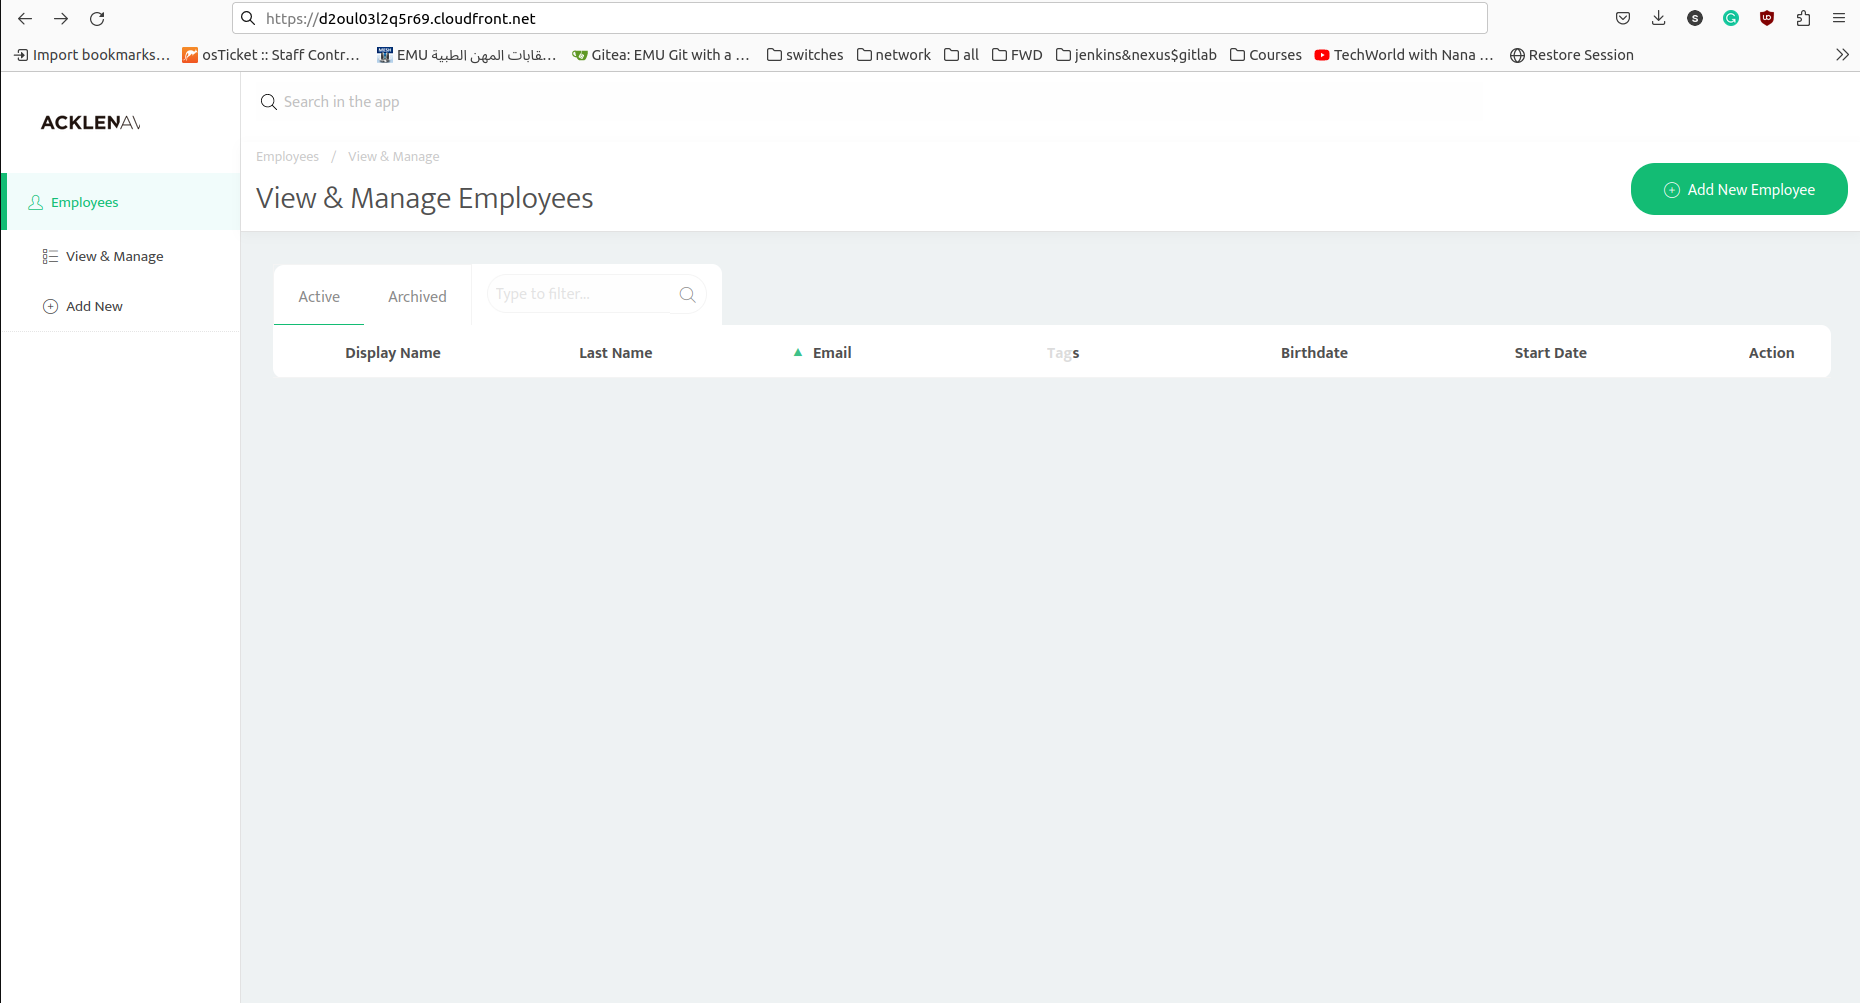 https://d2oul03l2q5r69.cloudfront.net
Import bookmarks… osTicket :: Staff Contr… EMU قابات المهن الطبية… Gitea: EMU Git with a … switches network all FWD jenkins&nexus$gitlab Courses TechWorld with Nana … Restore Session
ACKLENAV
Search in the app
Employees / View & Manage
View & Manage Employees
Add New Employee
Employees
View & Manage
Add New
Active Archived Type to filter...
Display Name Last Name Email Tags Birthdate Start Date Action